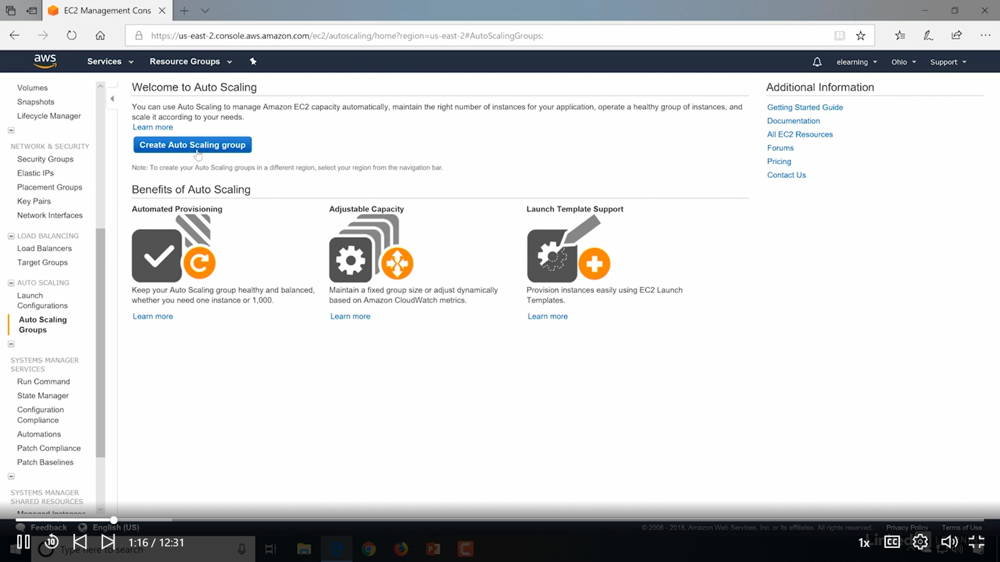 EC2 Management Cons
https://us-east-2.console.aws.amazon.com/ec2/autoscaling/home?region=us-east-2#AutoScalingGroups:
aws
Services
Resource Groups
elearning
Ohio
Support
Volumes
Snapshots
Lifecycle Manager
NETWORK & SECURITY
Security Groups
Elastic IPs
Placement Groups
Key Pairs
Network Interfaces
LOAD BALANCING
Load Balancers
Target Groups
AUTO SCALING
Launch
Configurations
Auto Scaling
Groups
SYSTEMS MANAGER
SERVICES
Run Command
State Manager
Configuration
Compliance
Automations
Patch Compliance
Patch Baselines
SYSTEMS MANAGER
SHARED RESOURCES
Managed Instances
Welcome to Auto Scaling
You can use Auto Scaling to manage Amazon EC2 capacity automatically, maintain the right number of instances for your application, operate a healthy group of instances, and
scale it according to your needs.
Learn more
Create Auto Scaling group
Note: To create your Auto Scaling groups in a different region, select your region from the navigation bar.
Benefits of Auto Scaling
Automated Provisioning
Keep your Auto Scaling group healthy and balanced,
whether you need one instance or 1,000.
Learn more
Adjustable Capacity
Maintain a fixed group size or adjust dynamically
based on Amazon CloudWatch metrics.
Learn more
Launch Template Support
Provision instances easily using EC2 Launch
Templates.
Learn more
Additional Information
Getting Started Guide
Documentation
All EC2 Resources
Forums
Pricing
Contact Us
Feedback
English (US)
© 2008 - 2018, Amazon Web Services, Inc. or its affiliates. All rights reserved.
Privacy Policy
Terms of Use
10
1:16 / 12:31
Type here to search
1x
CC